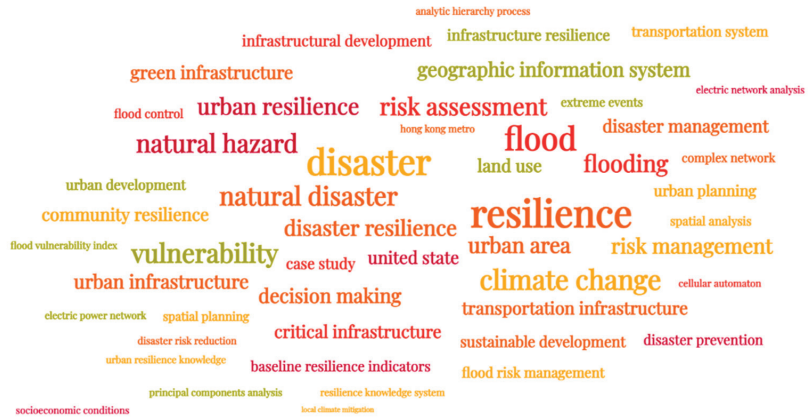 analytic hierarchy process
infrastructural development
infrastructure resilience
transportation system
green infrastructure
geographic information system
electric network analysis
flood control
urban resilience
risk assessment
extreme events
natural hazard
hong kong metro
flood
disaster management
disaster
land use
flooding
complex network
urban development
natural disaster
urban planning
community resilience
disaster resilience
resilience
spatial analysis
flood vulnerability index
vulnerability
case study
united state
urban area
risk management
urban infrastructure
decision making
climate change
cellular automaton
electric power network
spatial planning
transportation infrastructure
disaster risk reduction
critical infrastructure
sustainable development
disaster prevention
urban resilience knowledge
baseline resilience indicators
flood risk management
principal components analysis
resilience knowledge system
socioeconomic conditions
local climate mitigation